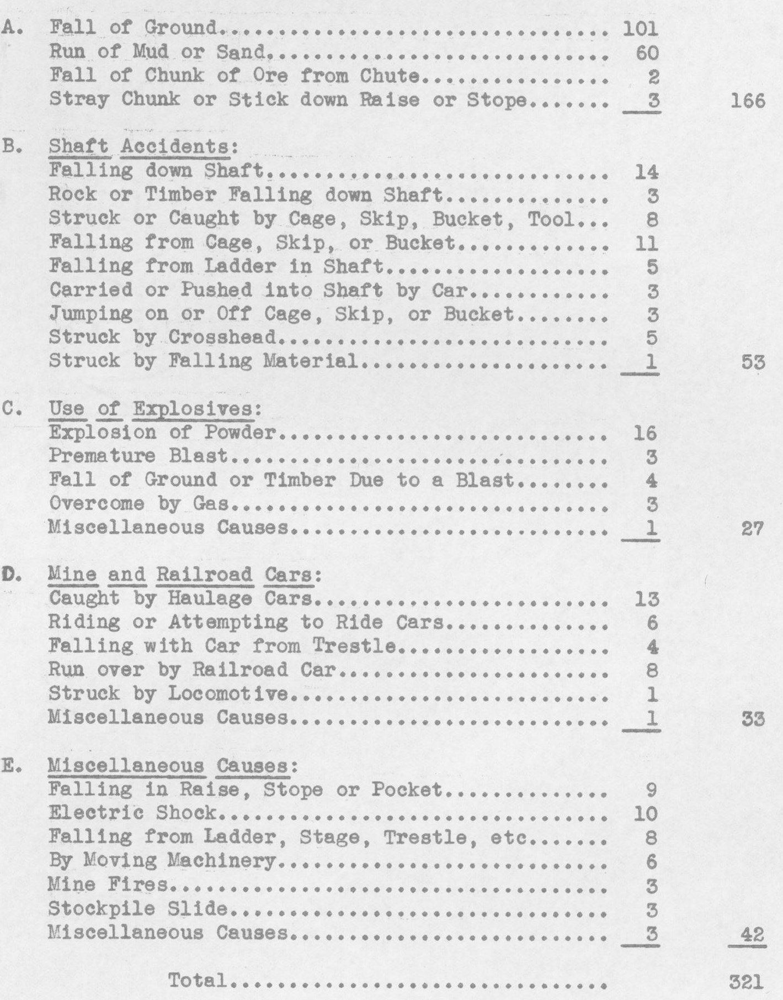 A. Fall of Ground................................. 101
Run of Mud or Sand............................. 60
Fall of Chunk of Ore from Chute................ 2
Stray Chunk or Stick down Raise or Stope....... 3 166
B. Shaft Accidents:
Falling down Shaft............................. 14
Rock or Timber Falling down Shaft.............. 3
Struck or Caught by Cage, Skip, Bucket, Tool... 8
Falling from Cage, Skip, or Bucket............. 11
Falling from Ladder in Shaft................... 5
Carried or Pushed into Shaft by Car............ 3
Jumping on or Off Cage, Skip, or Bucket........ 3
Struck by Crosshead............................ 5
Struck by Falling Material..................... 1 53
C. Use of Explosives:
Explosion of Powder............................ 16
Premature Blast................................ 3
Fall of Ground or Timber Due to a Blast........ 4
Overcome by Gas................................ 3
Miscellaneous Causes........................... 1 27
D. Mine and Railroad Cars:
Caught by Haulage Cars......................... 13
Riding or Attempting to Ride Cars.............. 6
Falling with Car from Trestle.................. 4
Run over by Railroad Car....................... 8
Struck by Locomotive........................... 1
Miscellaneous Causes........................... 1 33
E. Miscellaneous Causes:
Falling in Raise, Stope or Pocket.............. 9
Electric Shock................................. 10
Falling from Ladder, Stage, Trestle, etc....... 8
By Moving Machinery............................ 6
Mine Fires..................................... 3
Stockpile Slide................................ 3
Miscellaneous Causes........................... 3 42
Total................................ 321